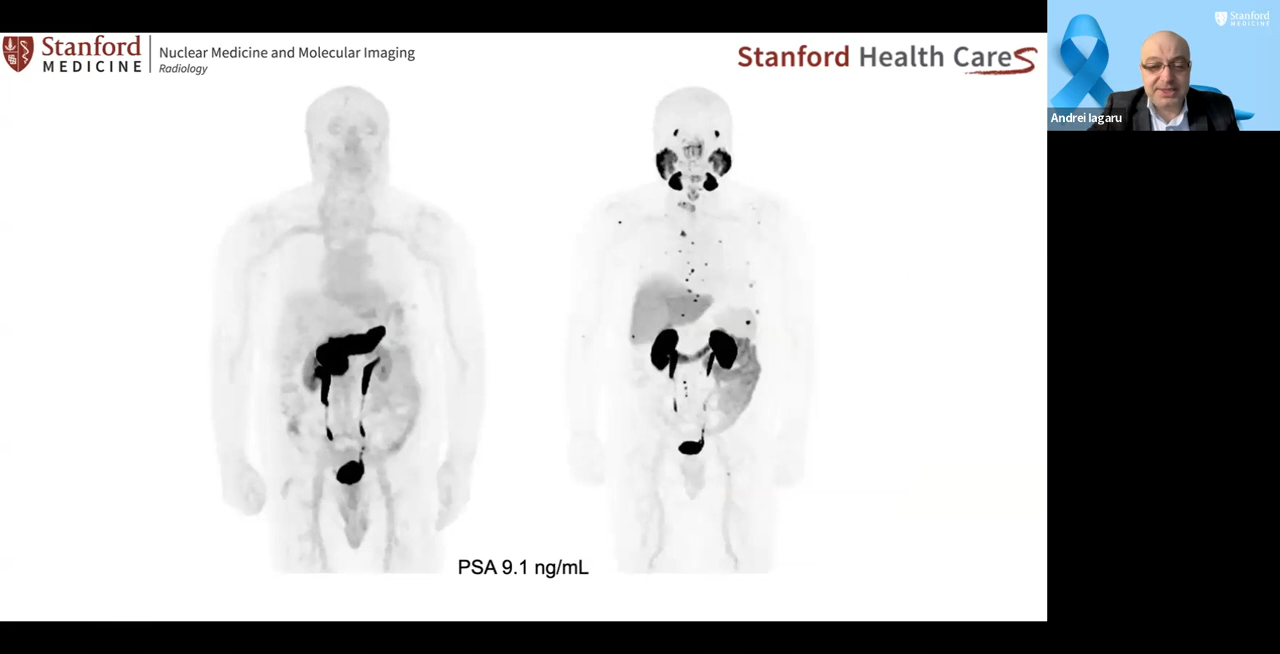 Stanford
MEDICINE
Nuclear Medicine and Molecular Imaging
Radiology
Stanford Health Care
Stanford
MEDICINE
Andrei Iagaru
PSA 9.1 ng/mL